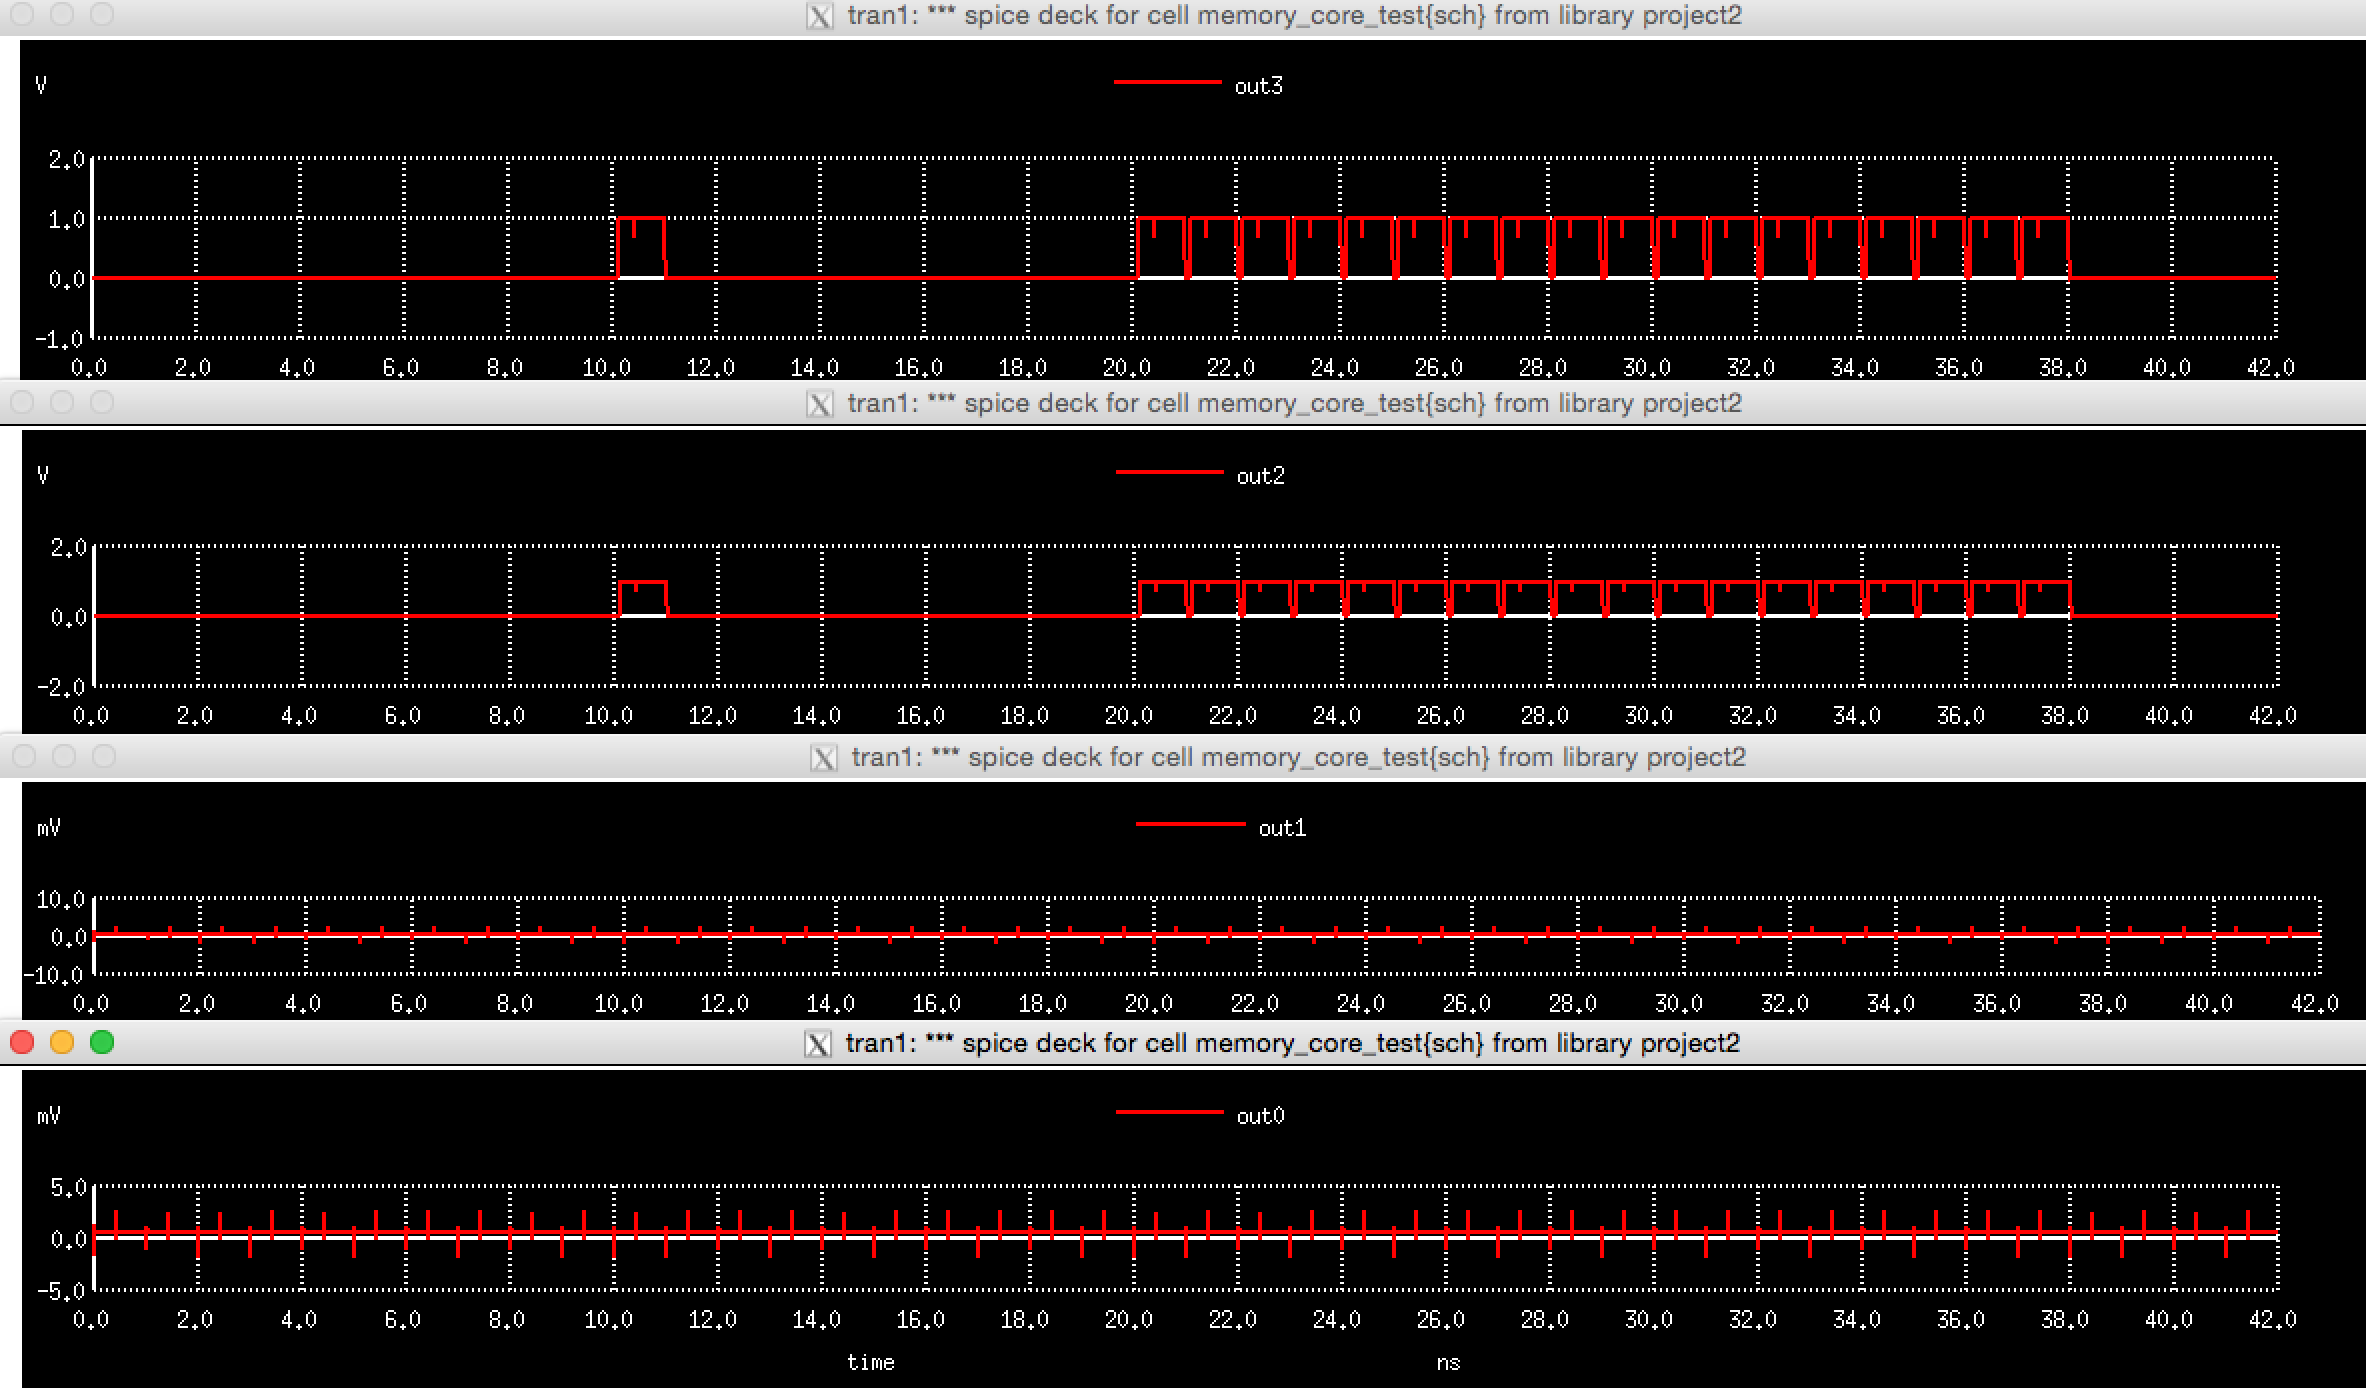 tran1: *** spice deck for cell memory_core_test{sch} from library project2
V
out3
2.0
1.0
0.0
-1.0
0.0 2.0 4.0 6.0 8.0 10.0 12.0 14.0 16.0 18.0 20.0 22.0 24.0 26.0 28.0 30.0 32.0 34.0 36.0 38.0 40.0 42.0
tran1: *** spice deck for cell memory_core_test{sch} from library project2
V
out2
2.0
0.0
-2.0
0.0 2.0 4.0 6.0 8.0 10.0 12.0 14.0 16.0 18.0 20.0 22.0 24.0 26.0 28.0 30.0 32.0 34.0 36.0 38.0 40.0 42.0
tran1: *** spice deck for cell memory_core_test{sch} from library project2
mV
out1
10.0
0.0
-10.0
0.0 2.0 4.0 6.0 8.0 10.0 12.0 14.0 16.0 18.0 20.0 22.0 24.0 26.0 28.0 30.0 32.0 34.0 36.0 38.0 40.0 42.0
tran1: *** spice deck for cell memory_core_test{sch} from library project2
mV
out0
5.0
0.0
-5.0
0.0 2.0 4.0 6.0 8.0 10.0 12.0 14.0 16.0 18.0 20.0 22.0 24.0 26.0 28.0 30.0 32.0 34.0 36.0 38.0 40.0 42.0
time ns